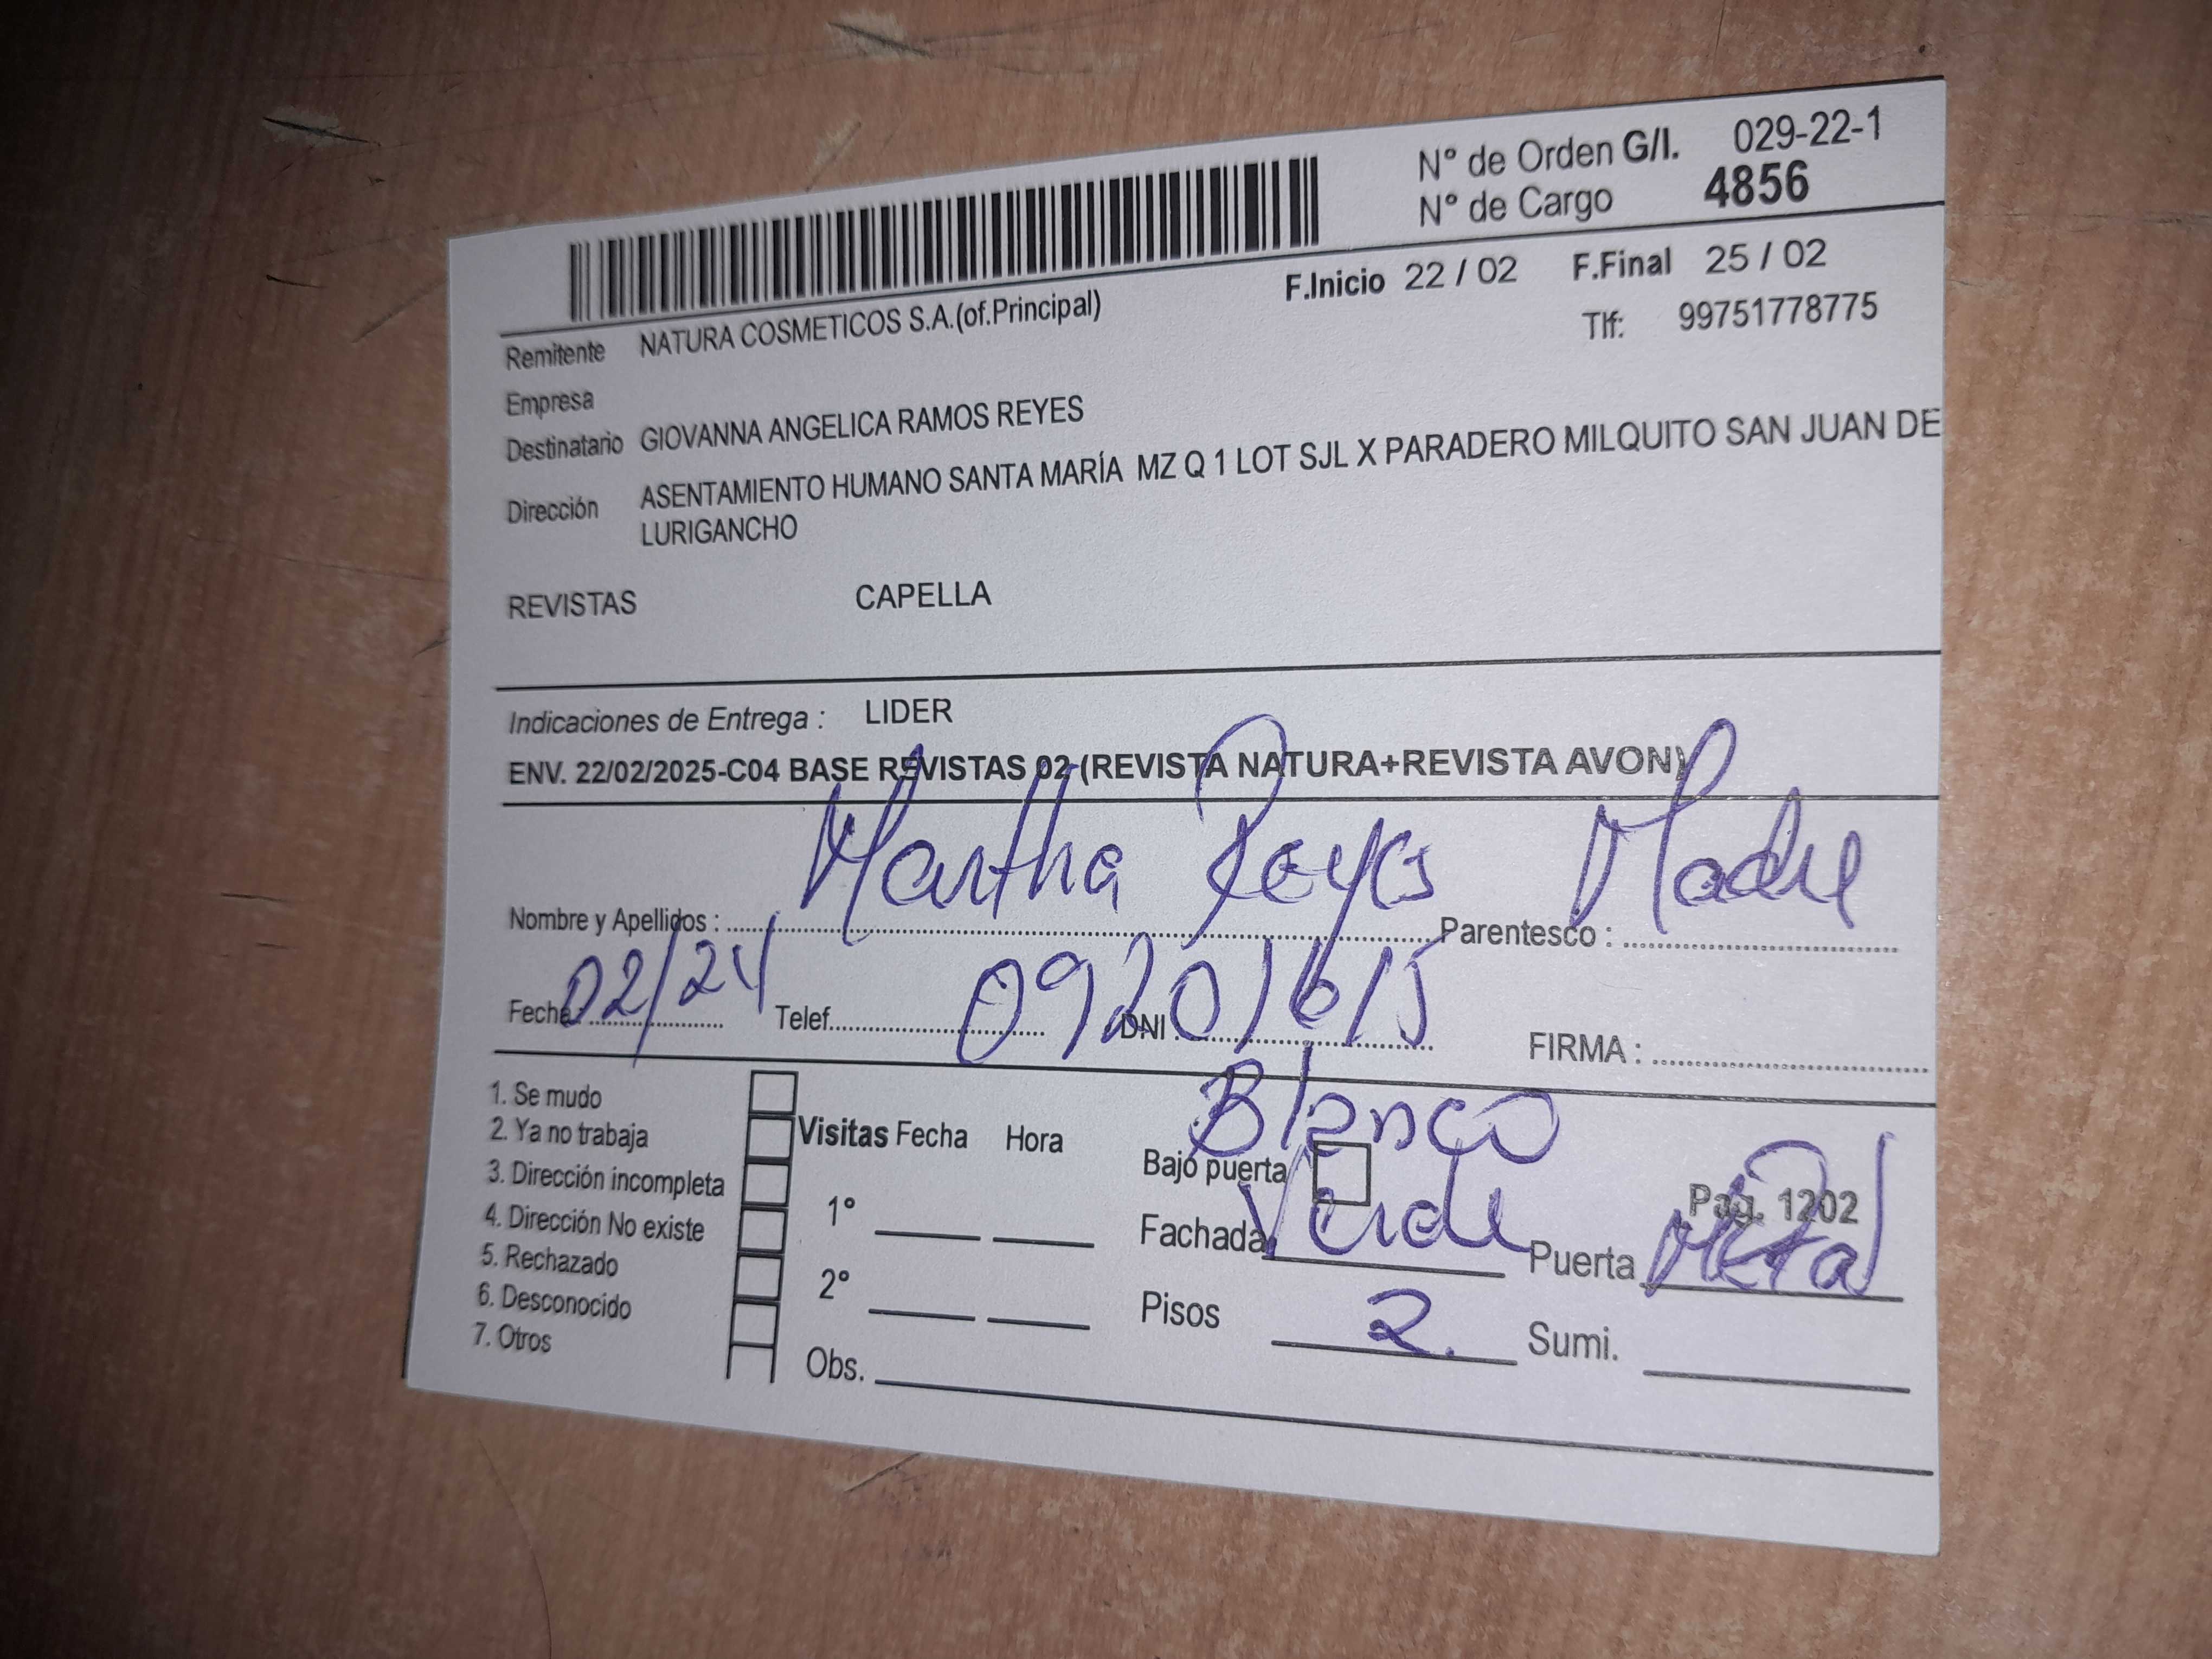 N° de Orden G/I. 029-22-1
N° de Cargo 4856
F.Inicio 22 / 02 F.Final 25 / 02
Remitente NATURA COSMETICOS S.A.(of.Principal) Tlf: 99751778775
Empresa
Destinatario GIOVANNA ANGELICA RAMOS REYES
Dirección ASENTAMIENTO HUMANO SANTA MARÍA MZ Q 1 LOT SJL X PARADERO MILQUITO SAN JUAN DE
LURIGANCHO
REVISTAS CAPELLA
Indicaciones de Entrega : LIDER
ENV. 22/02/2025-C04 BASE REVISTAS 02 (REVISTA NATURA+REVISTA AVON)
Nombre y Apellidos : Martha Reyes Parentesco : Madre
Fecha 02/24 Telef. DNI : 09201615 FIRMA :
1. Se mudo
2. Ya no trabaja
3. Dirección incompleta
4. Dirección No existe
5. Rechazado
6. Desconocido
7. Otros
Visitas Fecha Hora
1°
2°
Obs.
Blanco
Bajo puerta Pag. 1202
Fachada Verde Puerta Metal
Pisos 2. Sumi.